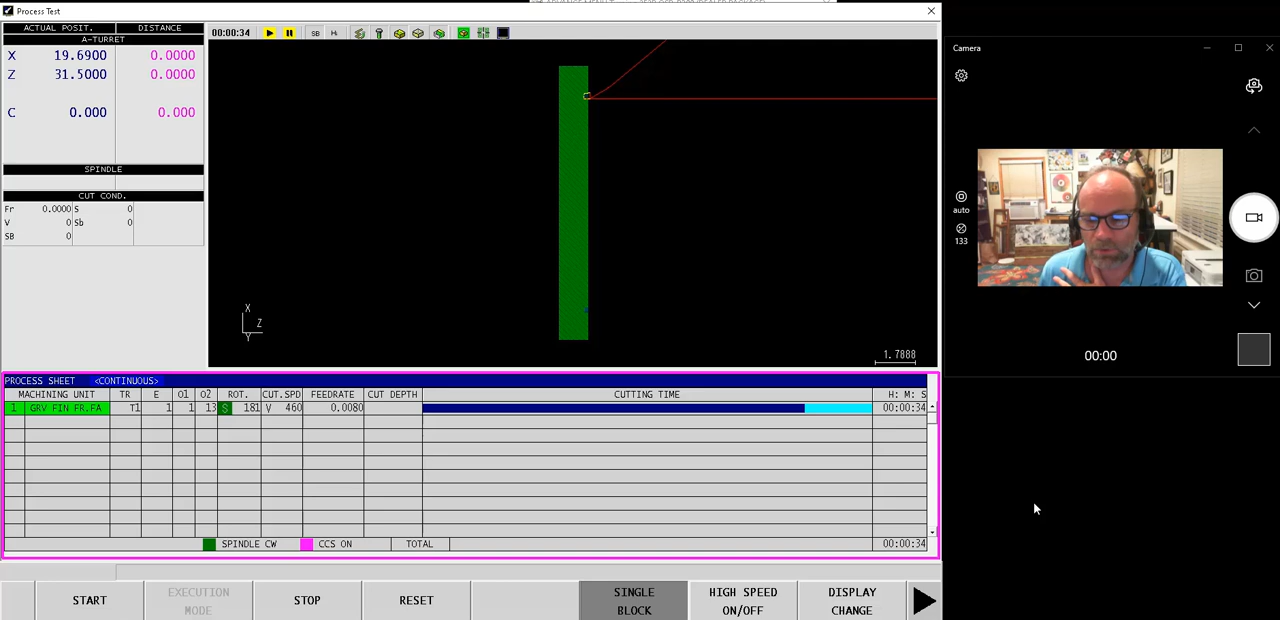 Process Test
ACTUAL POSIT. DISTANCE
A-TURRET
X 19.6900 0.0000
Z 31.5000 0.0000
C 0.000 0.000
SPINDLE
CUT COND.
Fr 0.0000 S 0
V 0 Sb 0
SB 0
00:00:34 SB
X
Z
Y
1.7888
PROCESS SHEET <CONTINUOUS>
MACHINING UNIT TR E O1 O2 ROT. CUT.SPD FEEDRATE CUT DEPTH CUTTING TIME H: M: S
1 GRV FIN FR.FA T1 1 1 13 S 181 V 460 0.0080 00:00:34
SPINDLE CW CCS ON TOTAL 00:00:34
START
EXECUTION
MODE
STOP
RESET
SINGLE
BLOCK
HIGH SPEED
ON/OFF
DISPLAY
CHANGE
Camera
auto
133
00:00